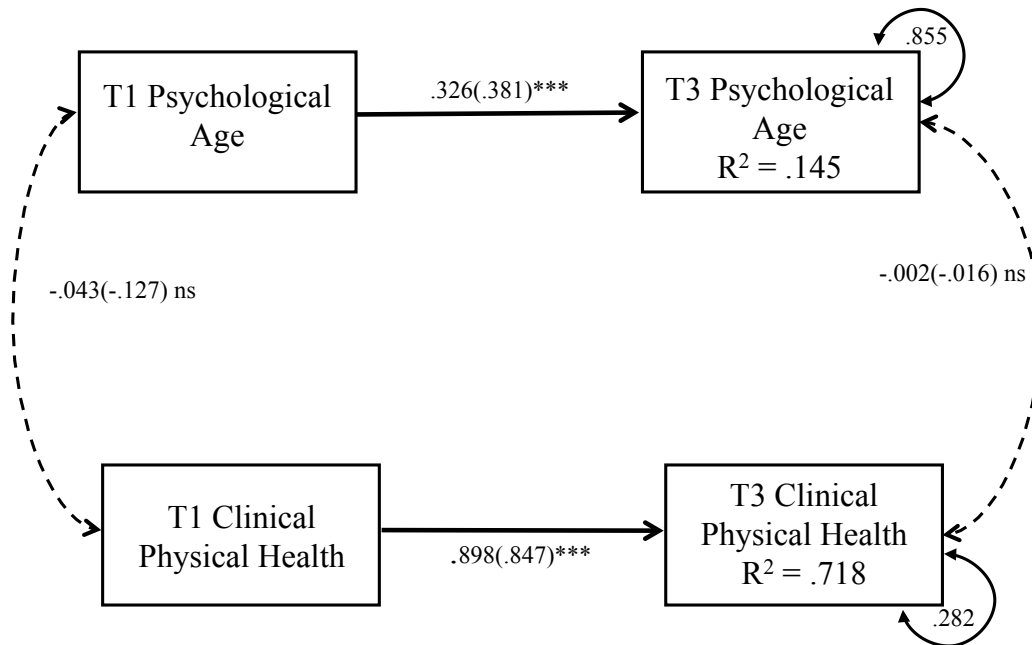 .855
T1 Psychological
Age
.326(.381)***
T3 Psychological
Age
R² = .145
-.043(-.127) ns
-.002(-.016) ns
T1 Clinical
Physical Health
.898(.847)***
T3 Clinical
Physical Health
R² = .718
.282